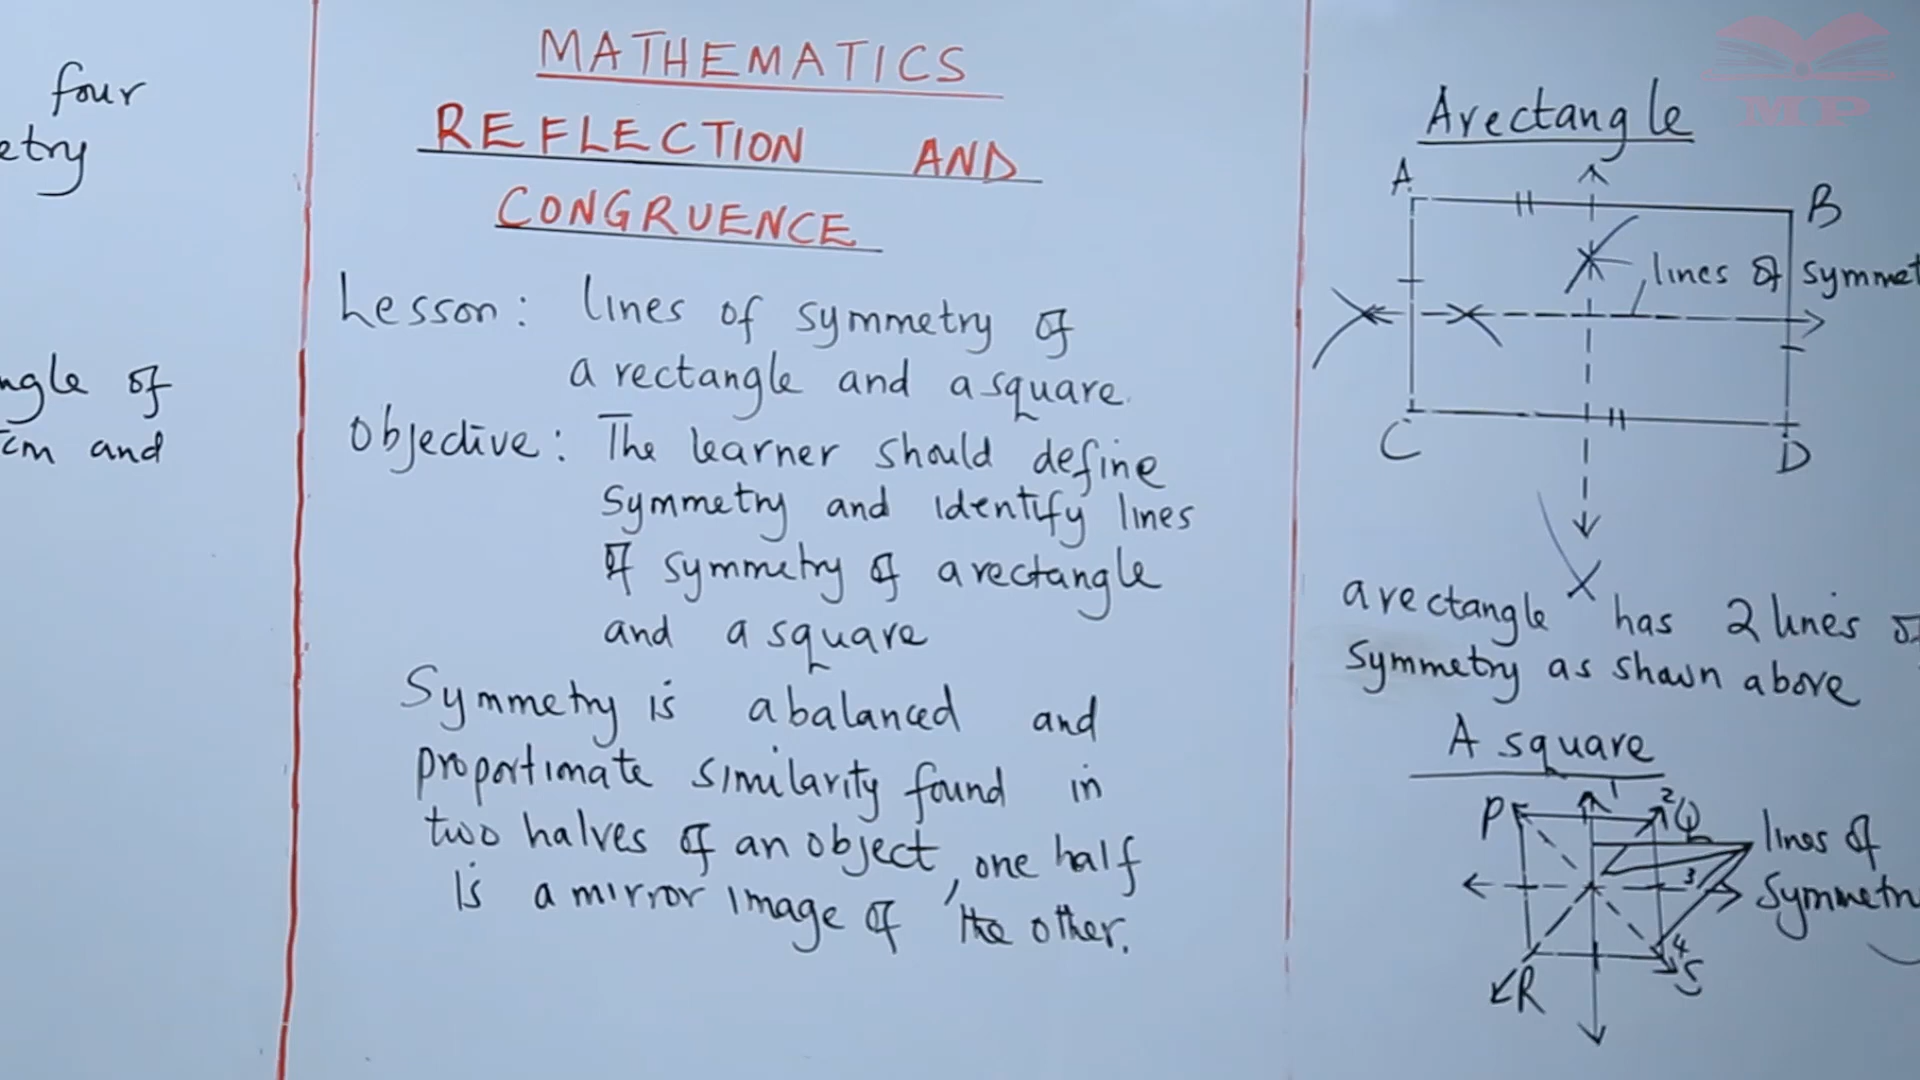 four
etry
ngle of
cm and
MATHEMATICS
REFLECTION AND
CONGRUENCE
Lesson: lines of symmetry of
a rectangle and a square.
Objective: The learner should define
Symmetry and identify lines
of symmetry of a rectangle
and a square
Symmetry is a balanced and
proportimate similarity found in
two halves of an object, one half
is a mirror image of the other.
MP
A rectangle
A
B
lines of symmet
C
D
a rectangle has 2 lines of
Symmetry as shown above
A square
P
1
2
Q
lines of
3
Symmetry
4
R
S